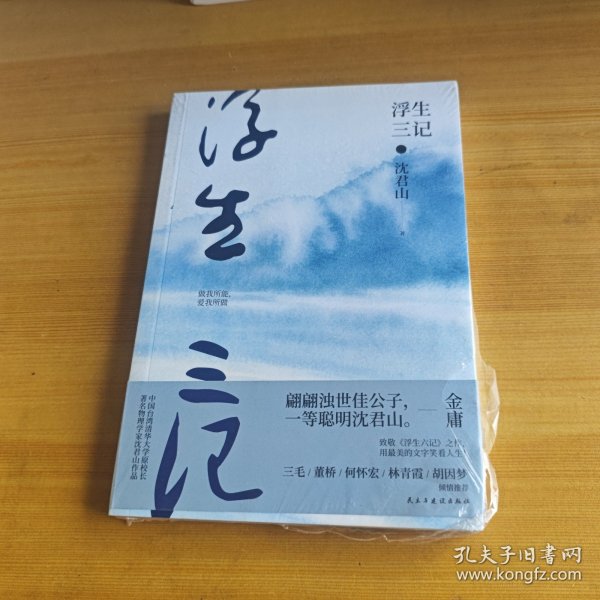 浮生三记
浮生
三记
沈君山
著
做我所能，
爱我所做
翩翩浊世佳公子，
一等聪明沈君山。
——金庸
致敬《浮生六记》之作，
用最美的文字笑看人生
三毛/董桥/何怀宏/林青霞/胡因梦
倾情推荐
民主与建设出版社
中国台湾清华大学原校长
著名物理学家沈君山作品
孔夫子旧书网
www.kongfz.com